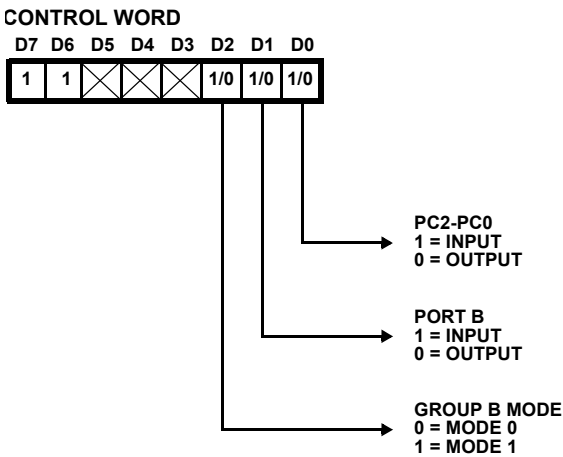 CONTROL WORD
D7 D6 D5 D4 D3 D2 D1 D0
1 1 1/0 1/0 1/0
PC2-PC0
1 = INPUT
0 = OUTPUT
PORT B
1 = INPUT
0 = OUTPUT
GROUP B MODE
0 = MODE 0
1 = MODE 1